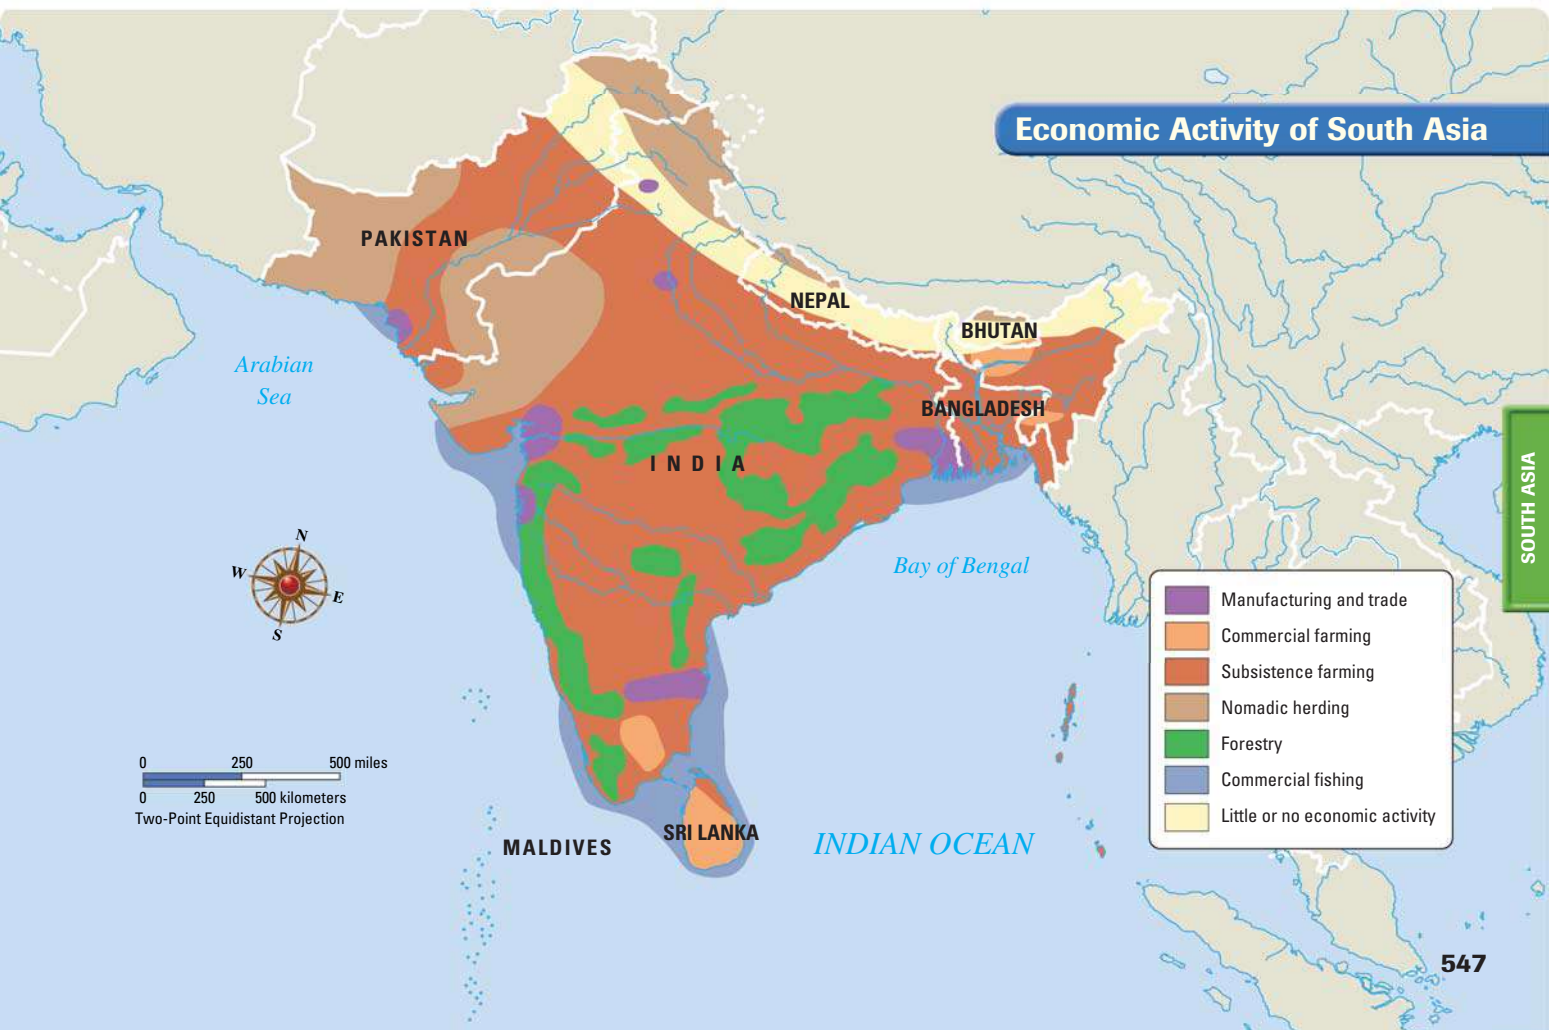 Economic Activity of South Asia
PAKISTAN
NEPAL
BHUTAN
BANGLADESH
INDIA
Arabian
Sea
Bay of Bengal
SOUTH ASIA
N
W
E
S
Manufacturing and trade
Commercial farming
Subsistence farming
Nomadic herding
Forestry
Commercial fishing
Little or no economic activity
0 250 500 miles
0 250 500 kilometers
Two-Point Equidistant Projection
MALDIVES
SRI LANKA
INDIAN OCEAN
547